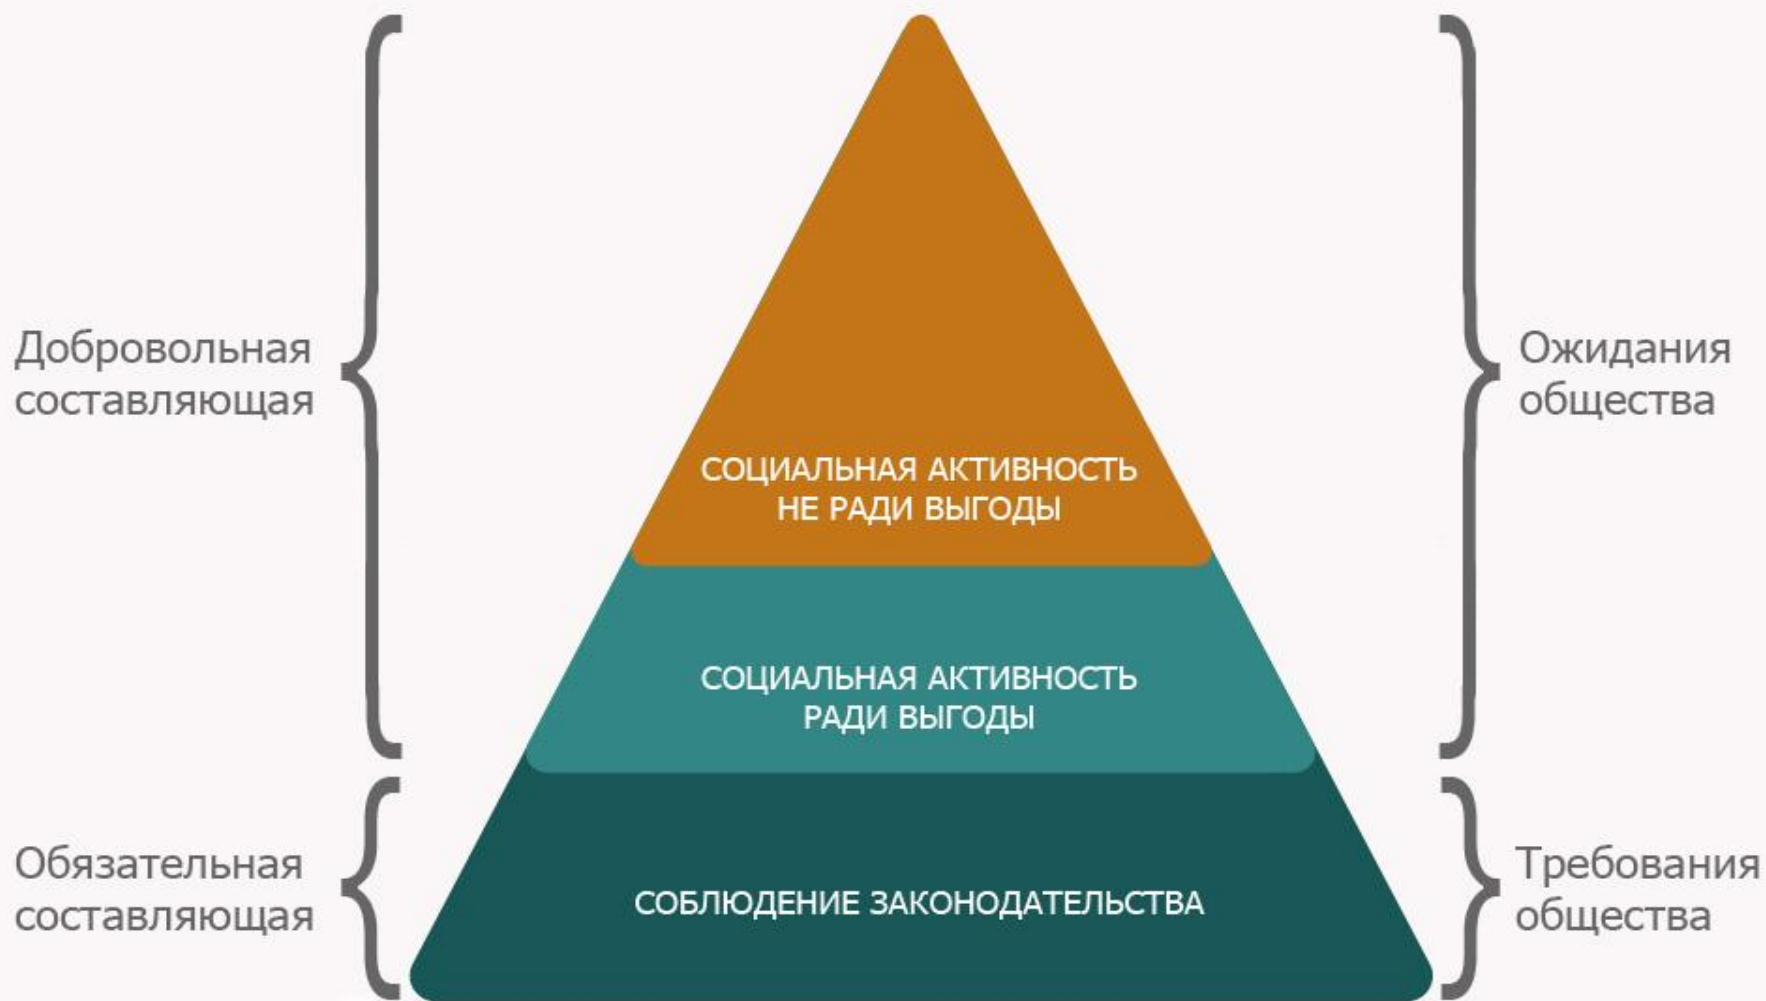 Добровольная
составляющая
Ожидания
общества
СОЦИАЛЬНАЯ АКТИВНОСТЬ
НЕ РАДИ ВЫГОДЫ
СОЦИАЛЬНАЯ АКТИВНОСТЬ
РАДИ ВЫГОДЫ
Обязательная
составляющая
СОБЛЮДЕНИЕ ЗАКОНОДАТЕЛЬСТВА
Требования
общества